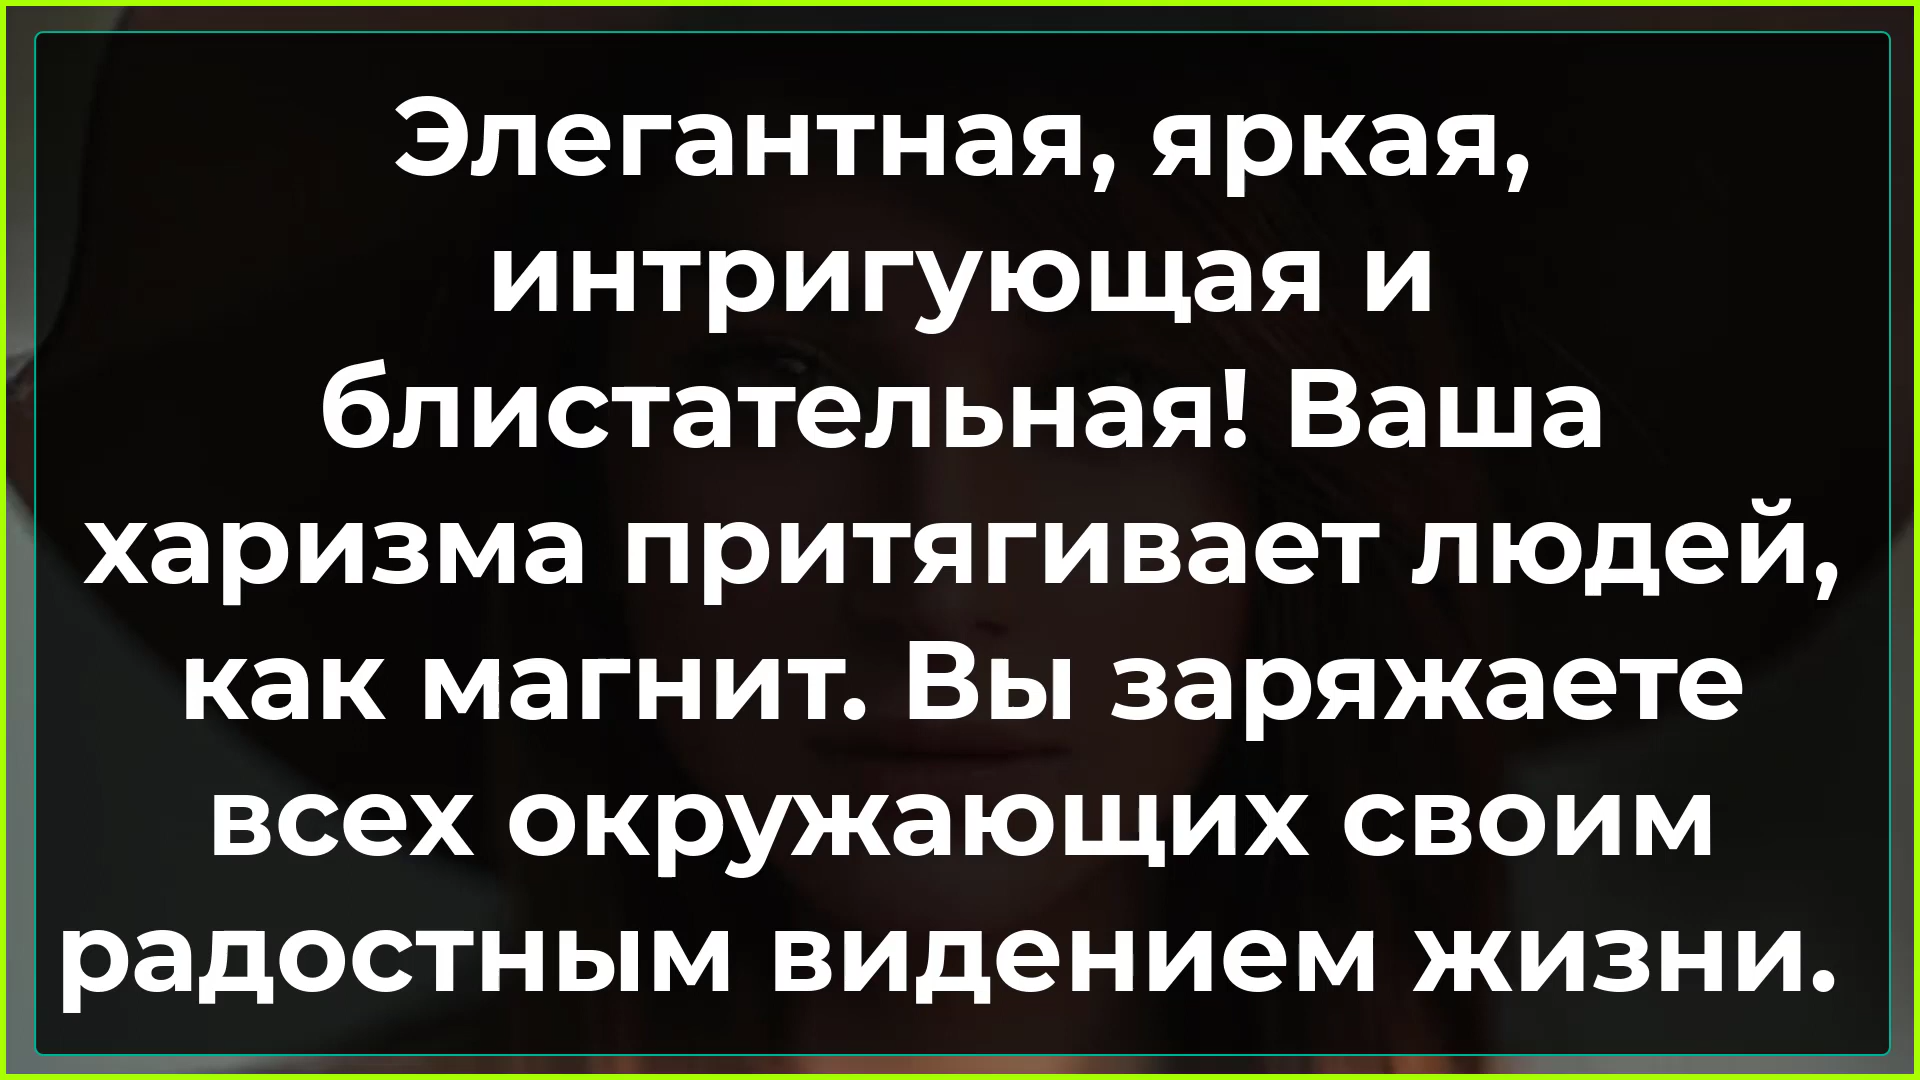 Элегантная, яркая,
интригующая и
блистательная! Ваша
харизма притягивает людей,
как магнит. Вы заряжаете
всех окружающих своим
радостным видением жизни.